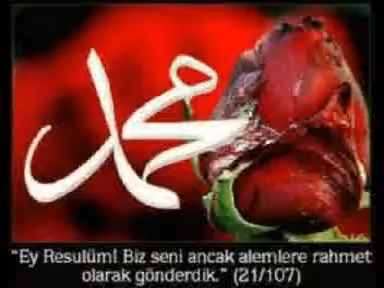 محمد
"Ey Resulüm! Biz seni ancak alemlere rahmet
olarak gönderdik." (21/107)